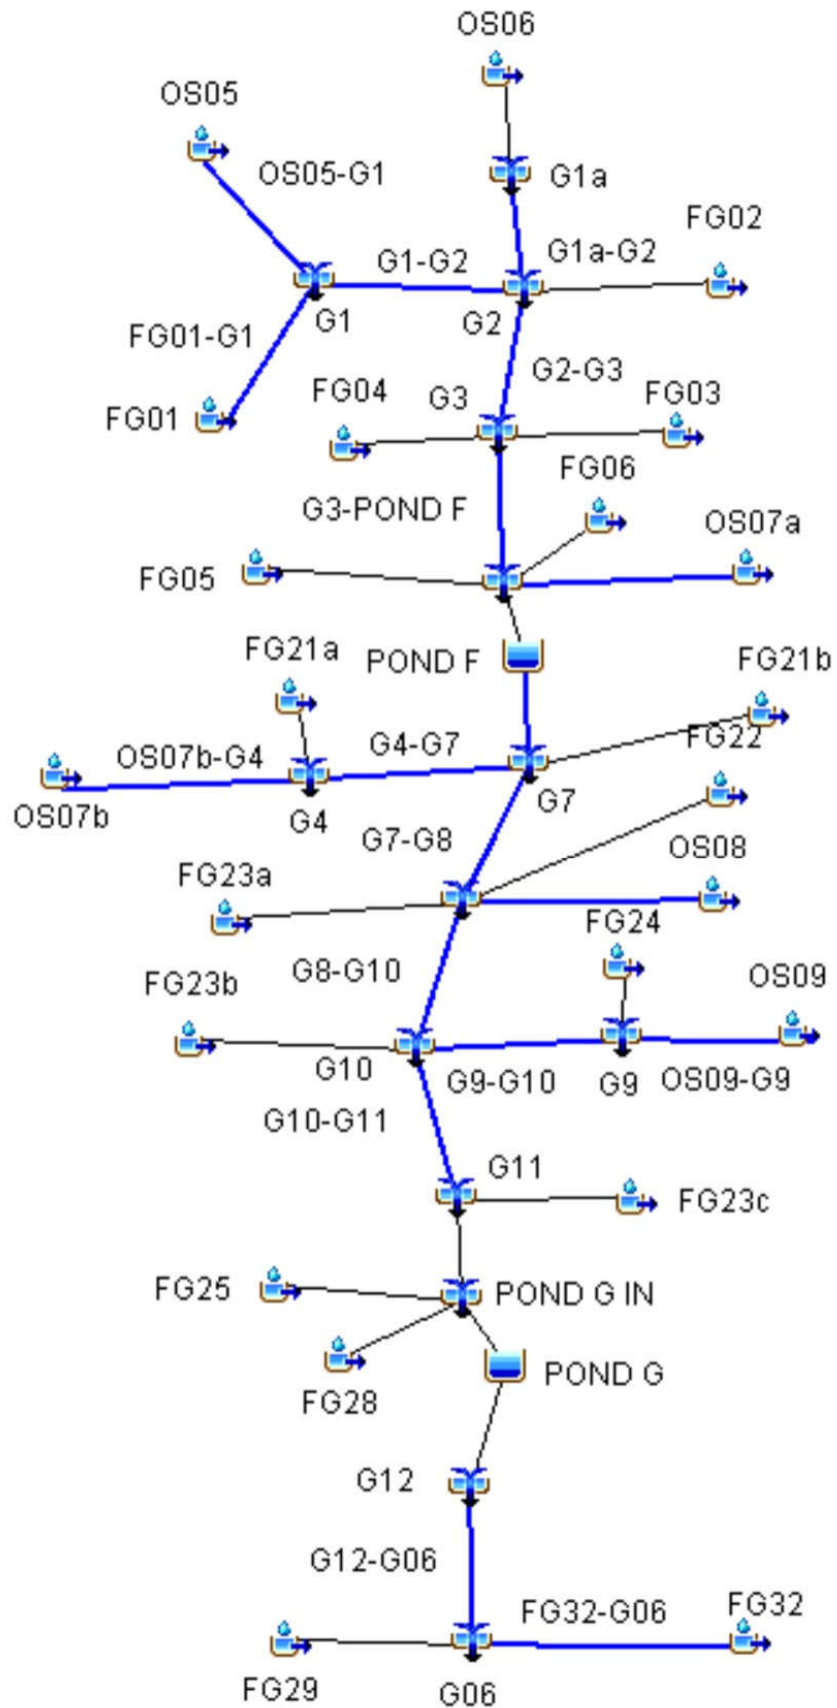 OS06
OS05
OS05-G1
G1a
FG02
G1-G2
G1a-G2
G1
G2
FG01-G1
G2-G3
FG04
G3
FG03
FG01
FG06
G3-POND F
OS07a
FG05
FG21a
POND F
FG21b
OS07b-G4
G4-G7
FG22
OS07b
G4
G7
G7-G8
OS08
FG23a
FG24
G8-G10
OS09
FG23b
G10
G9-G10
G9
OS09-G9
G10-G11
G11
FG23c
FG25
POND G IN
POND G
FG28
G12
G12-G06
FG32-G06
FG32
FG29
G06